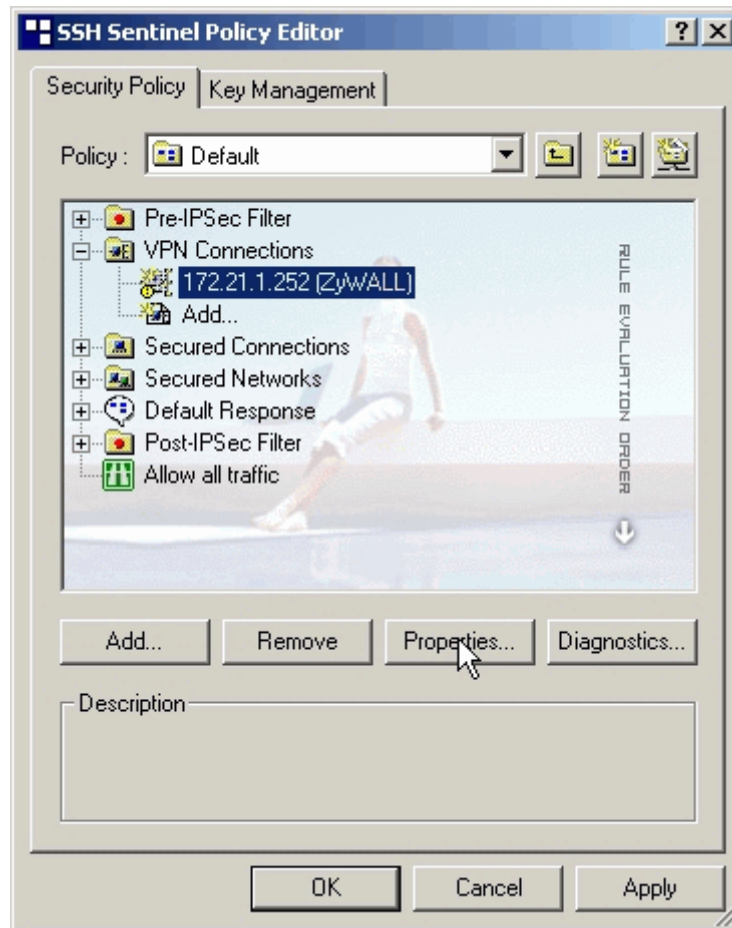 SSH Sentinel Policy Editor
Security Policy Key Management
Policy : Default
Pre-IPSec Filter
VPN Connections
172.21.1.252 (ZyWALL)
Add...
Secured Connections
Secured Networks
Default Response
Post-IPSec Filter
Allow all traffic
RULE EVALUATION ORDER
Add... Remove Properties... Diagnostics...
Description
OK Cancel Apply